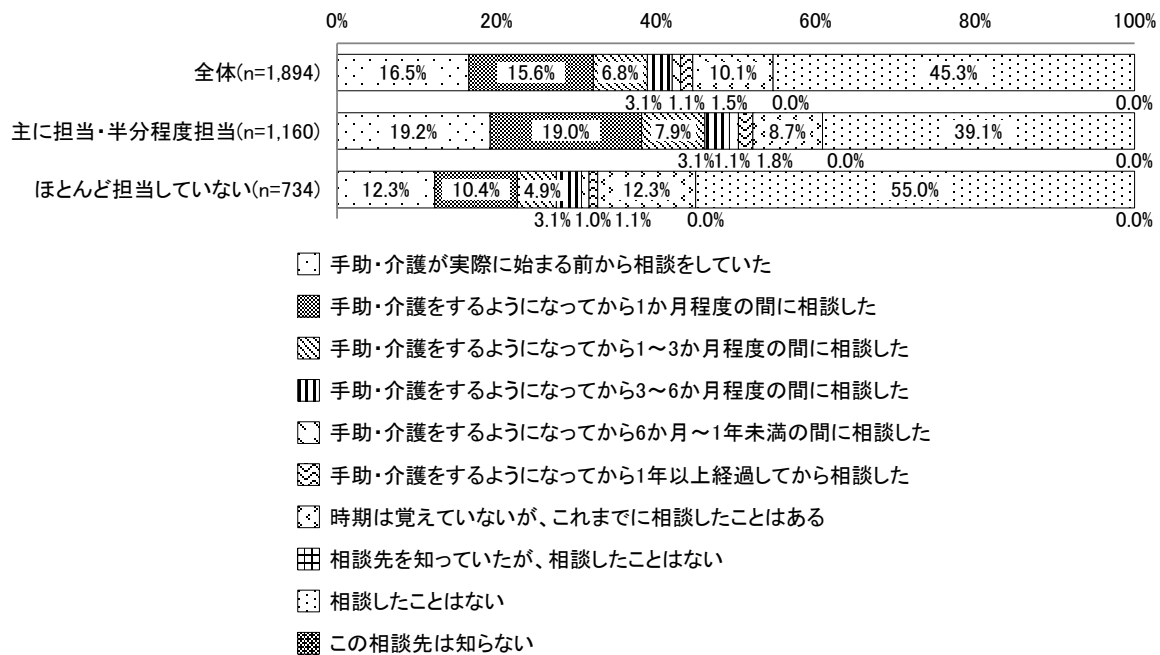 0% 20% 40% 60% 80% 100%
全体(n=1,894) 16.5% 15.6% 6.8% 10.1% 45.3%
3.1% 1.1% 1.5% 0.0% 0.0%
主に担当・半分程度担当(n=1,160) 19.2% 19.0% 7.9% 8.7% 39.1%
3.1% 1.1% 1.8% 0.0% 0.0%
ほとんど担当していない(n=734) 12.3% 10.4% 4.9% 12.3% 55.0%
3.1% 1.0% 1.1% 0.0% 0.0%
手助・介護が実際に始まる前から相談をしていた
手助・介護をするようになってから1か月程度の間に相談した
手助・介護をするようになってから1～3か月程度の間に相談した
手助・介護をするようになってから3～6か月程度の間に相談した
手助・介護をするようになってから6か月～1年未満の間に相談した
手助・介護をするようになってから1年以上経過してから相談した
時期は覚えていないが、これまでに相談したことはある
相談先を知っていたが、相談したことはない
相談したことはない
この相談先は知らない